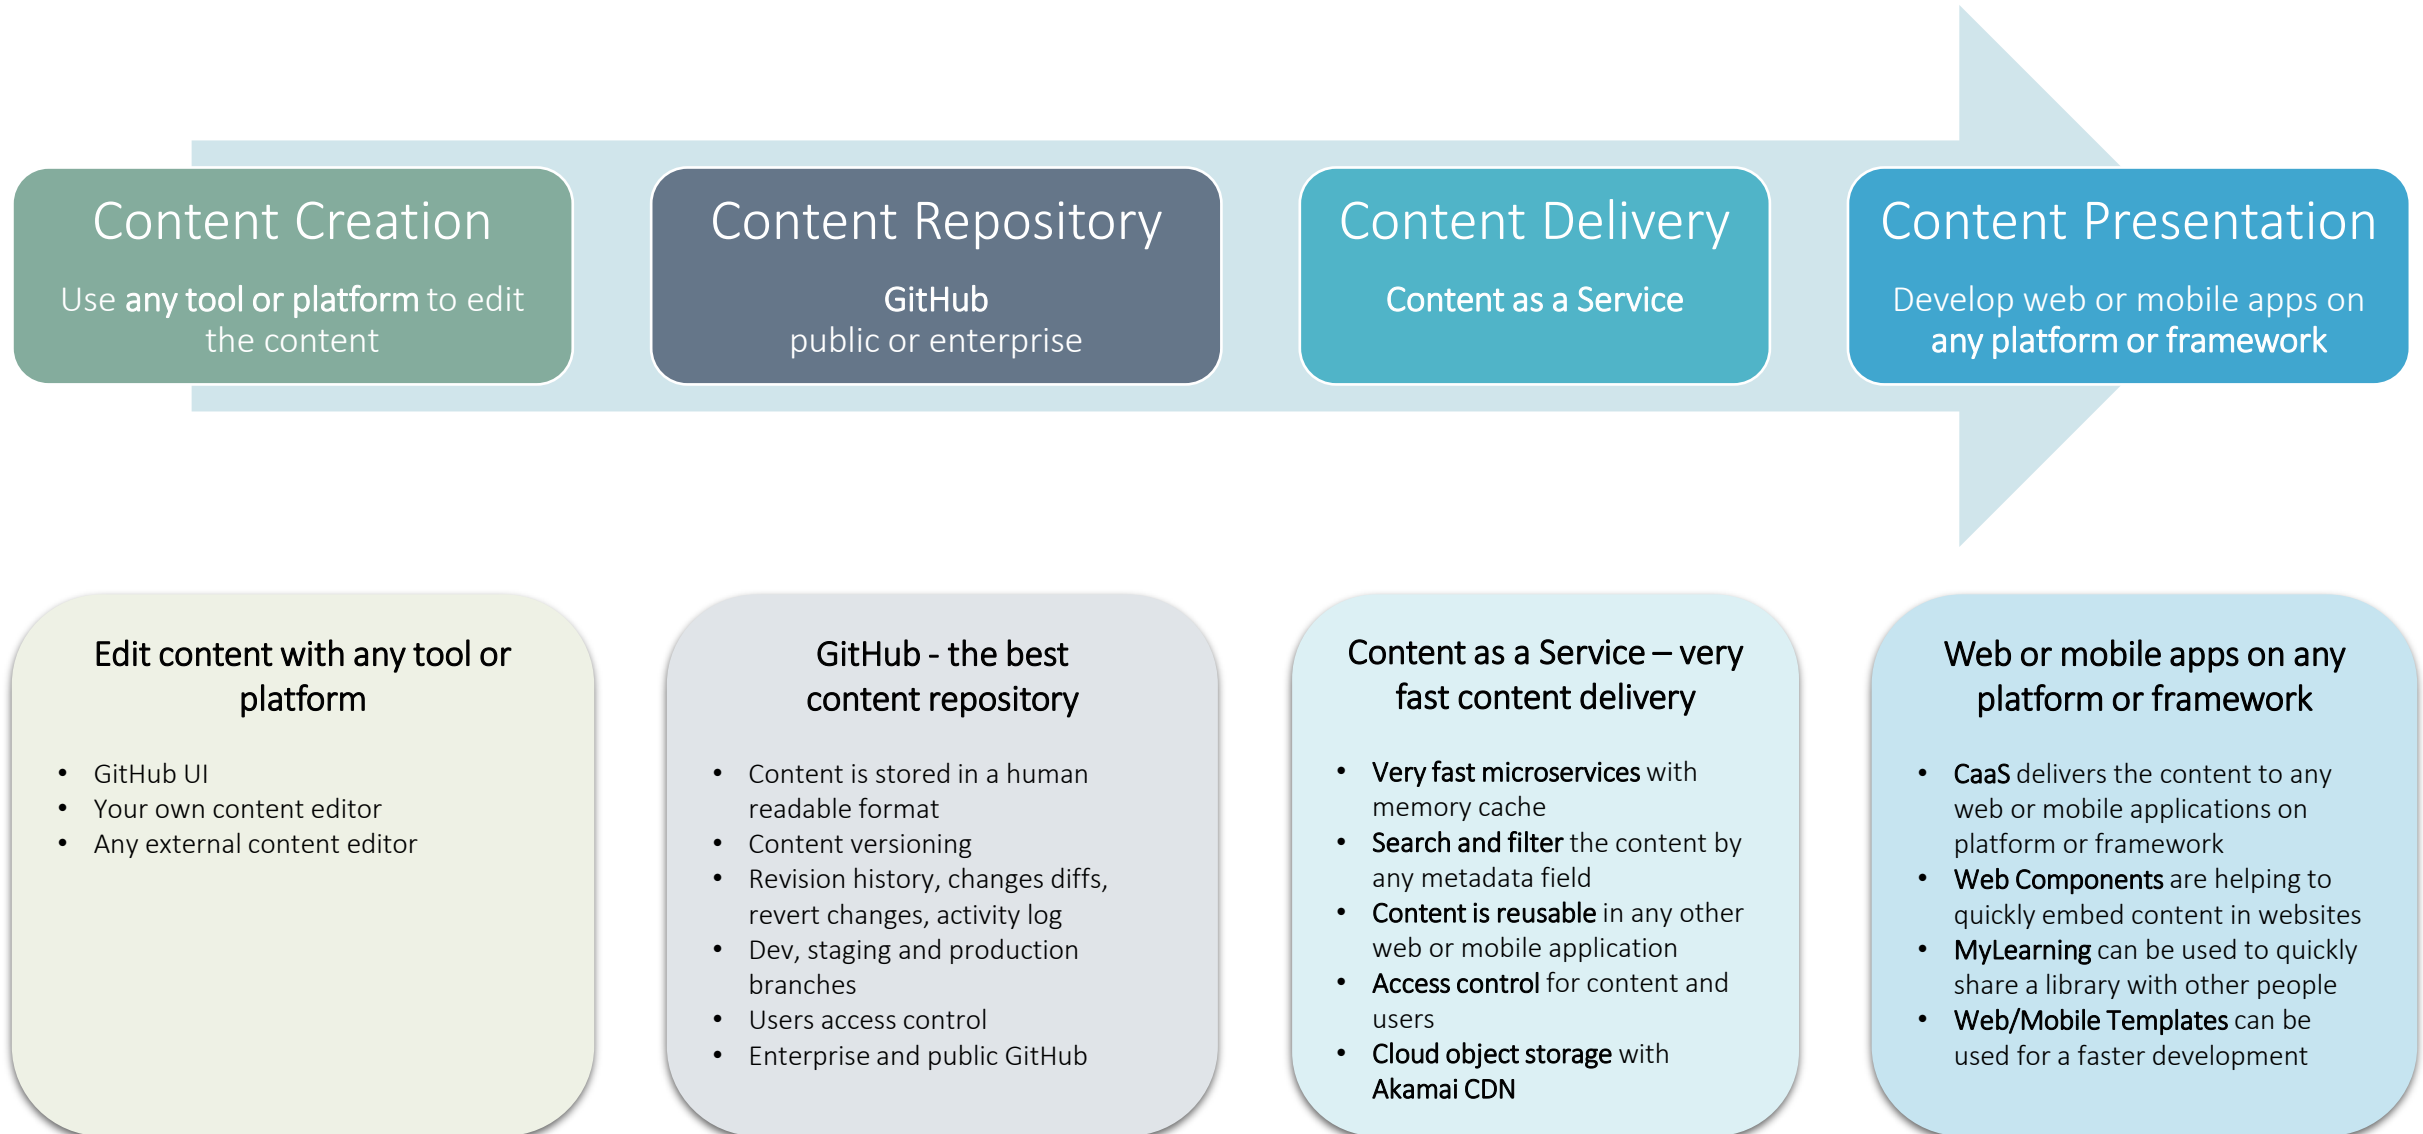 Content Creation
Use any tool or platform to edit
the content
Content Repository
GitHub
public or enterprise
Content Delivery
Content as a Service
Content Presentation
Develop web or mobile apps on
any platform or framework
Edit content with any tool or
platform
• GitHub UI
• Your own content editor
• Any external content editor
GitHub - the best
content repository
• Content is stored in a human
readable format
• Content versioning
• Revision history, changes diffs,
revert changes, activity log
• Dev, staging and production
branches
• Users access control
• Enterprise and public GitHub
Content as a Service – very
fast content delivery
• Very fast microservices with
memory cache
• Search and filter the content by
any metadata field
• Content is reusable in any other
web or mobile application
• Access control for content and
users
• Cloud object storage with
Akamai CDN
Web or mobile apps on any
platform or framework
• CaaS delivers the content to any
web or mobile applications on
platform or framework
• Web Components are helping to
quickly embed content in websites
• MyLearning can be used to quickly
share a library with other people
• Web/Mobile Templates can be
used for a faster development